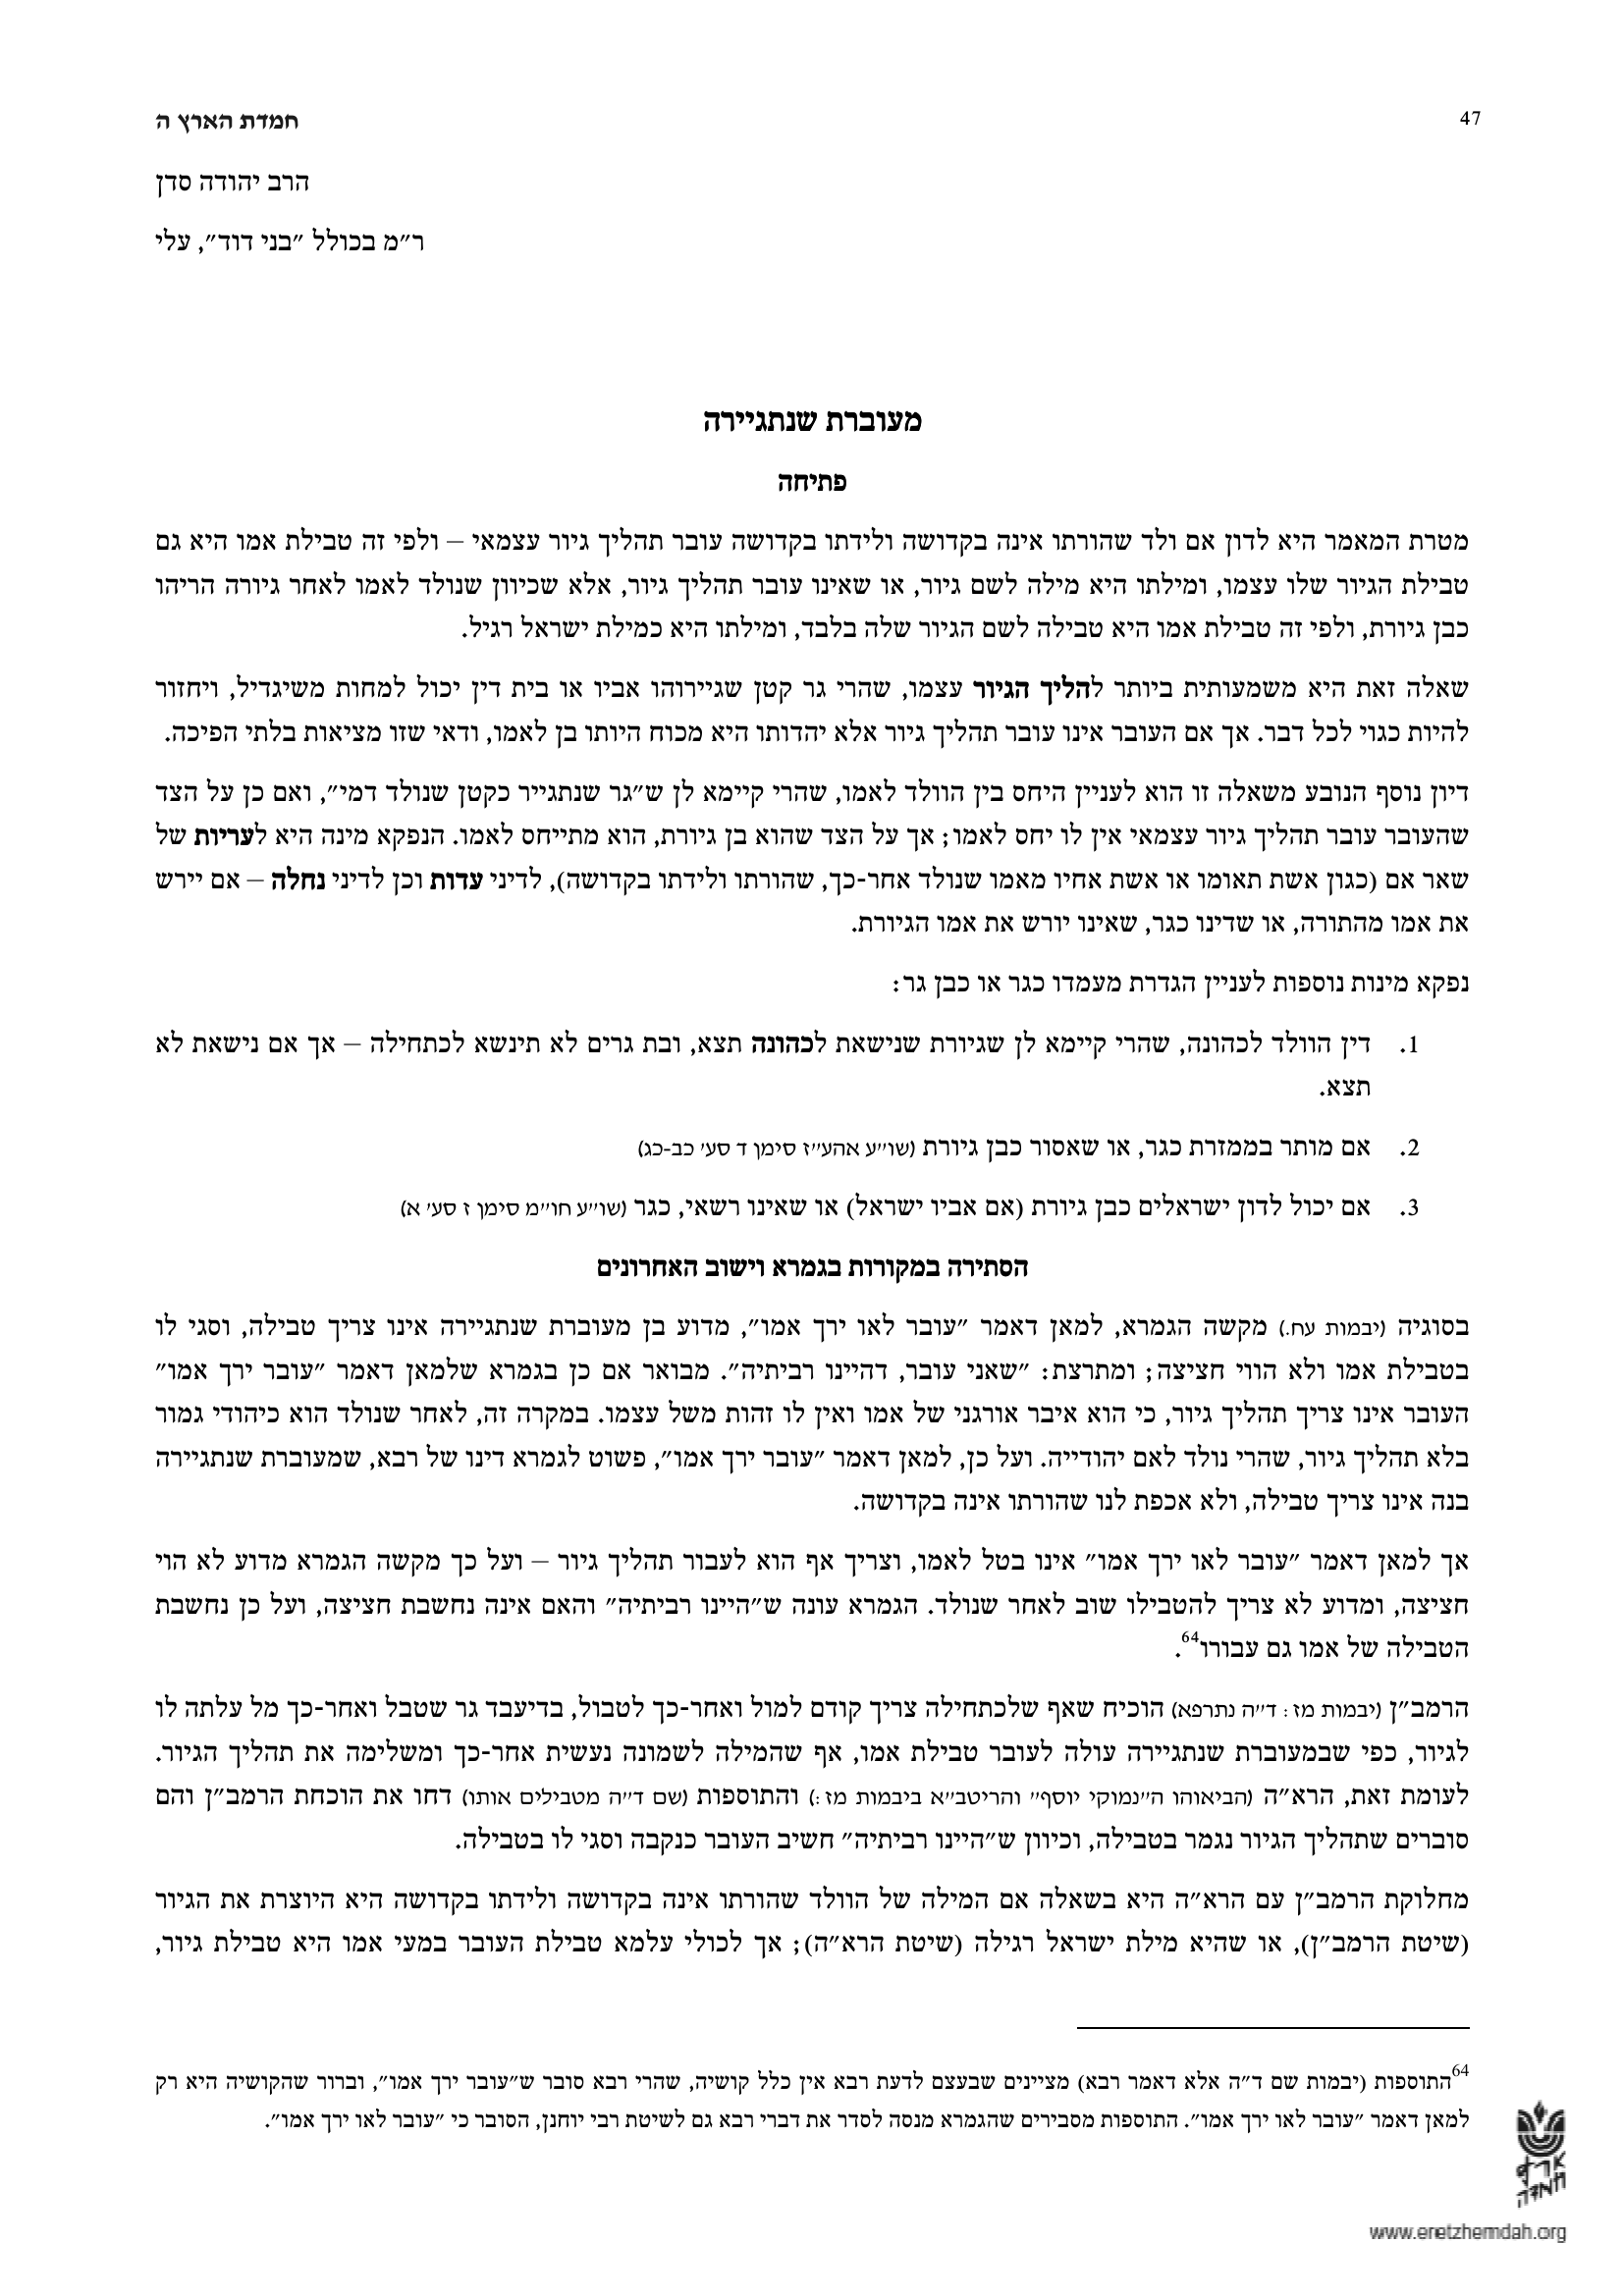 47
חמדת הארץ ה
הרב יהודה סדן
ר״מ בכולל ״בני דוד״, עלי
מעוברת שנתגיירה
פתיחה
מטרת המאמר היא לדון אם ולד שהורתו אינה בקדושה ולידתו בקדושה עובר תהליך גיור עצמאי – ולפי זה טבילת אמו היא גם
טבילת הגיור שלו עצמו, ומילתו היא מילה לשם גיור, או שאינו עובר תהליך גיור, אלא שכיוון שנולד לאמו לאחר גיורה הריהו
כבן גיורת, ולפי זה טבילת אמו היא טבילה לשם הגיור שלה בלבד, ומילתו היא כמילת ישראל רגיל.
שאלה זאת היא משמעותית ביותר להליך הגיור עצמו, שהרי גר קטן שגיירוהו אביו או בית דין יכול למחות משיגדיל, ויחזור
להיות כגוי לכל דבר. אך אם העובר אינו עובר תהליך גיור אלא יהדותו היא מכוח היותו בן לאמו, ודאי שזו מציאות בלתי הפיכה.
דיון נוסף הנובע משאלה זו הוא לעניין היחס בין הוולד לאמו, שהרי קיימא לן ש״גר שנתגייר כקטן שנולד דמי״, ואם כן על הצד
שהעובר עובר תהליך גיור עצמאי אין לו יחס לאמו; אך על הצד שהוא בן גיורת, הוא מתייחס לאמו. הנפקא מינה היא לעריות של
שאר אם (כגון אשת תאומו או אשת אחיו מאמו שנולד אחר-כך, שהורתו ולידתו בקדושה), לדיני עדות וכן לדיני נחלה – אם יירש
את אמו מהתורה, או שדינו כגר, שאינו יורש את אמו הגיורת.
נפקא מינות נוספות לעניין הגדרת מעמדו כגר או כבן גר:
1. דין הוולד לכהונה, שהרי קיימא לן שגיורת שנישאת לכהונה תצא, ובת גרים לא תינשא לכתחילה – אך אם נישאת לא
תצא.
2. אם מותר בממזרת כגר, או שאסור כבן גיורת (שו״ע אהע״ז סימן ד סע׳ כב-כג)
3. אם יכול לדון ישראלים כבן גיורת (אם אביו ישראל) או שאינו רשאי, כגר (שו״ע חו״מ סימן ז סע׳ א)
הסתירה במקורות בגמרא וישוב האחרונים
בסוגיה (יבמות עח.) מקשה הגמרא, למאן דאמר ״עובר לאו ירך אמו״, מדוע בן מעוברת שנתגיירה אינו צריך טבילה, וסגי לו
בטבילת אמו ולא הווי חציצה; ומתרצת: ״שאני עובר, דהיינו רביתיה״. מבואר אם כן בגמרא שלמאן דאמר ״עובר ירך אמו״
העובר אינו צריך תהליך גיור, כי הוא איבר אורגני של אמו ואין לו זהות משל עצמו. במקרה זה, לאחר שנולד הוא כיהודי גמור
בלא תהליך גיור, שהרי נולד לאם יהודייה. ועל כן, למאן דאמר ״עובר ירך אמו״, פשוט לגמרא דינו של רבא, שמעוברת שנתגיירה
בנה אינו צריך טבילה, ולא אכפת לנו שהורתו אינה בקדושה.
אך למאן דאמר ״עובר לאו ירך אמו״ אינו בטל לאמו, וצריך אף הוא לעבור תהליך גיור – ועל כך מקשה הגמרא מדוע לא הוי
חציצה, ומדוע לא צריך להטבילו שוב לאחר שנולד. הגמרא עונה ש״היינו רביתיה״ והאם אינה נחשבת חציצה, ועל כן נחשבת
הטבילה של אמו גם עבורו64.
הרמב״ן (יבמות מז: ד״ה נתרפא) הוכיח שאף שלכתחילה צריך קודם למול ואחר-כך לטבול, בדיעבד גר שטבל ואחר-כך מל עלתה לו
לגיור, כפי שבמעוברת שנתגיירה עולה לעובר טבילת אמו, אף שהמילה לשמונה נעשית אחר-כך ומשלימה את תהליך הגיור.
לעומת זאת, הרא״ה (הביאוהו ה״נמוקי יוסף״ והריטב״א ביבמות מז:) והתוספות (שם ד״ה מטבילים אותו) דחו את הוכחת הרמב״ן והם
סוברים שתהליך הגיור נגמר בטבילה, וכיוון ש״היינו רביתיה״ חשיב העובר כנקבה וסגי לו בטבילה.
מחלוקת הרמב״ן עם הרא״ה היא בשאלה אם המילה של הוולד שהורתו אינה בקדושה ולידתו בקדושה היא היוצרת את הגיור
(שיטת הרמב״ן), או שהיא מילת ישראל רגילה (שיטת הרא״ה); אך לכולי עלמא טבילת העובר במעי אמו היא טבילת גיור,
64התוספות (יבמות שם ד״ה אלא דאמר רבא) מציינים שבעצם לדעת רבא אין כלל קושיה, שהרי רבא סובר ש״עובר ירך אמו״, וברור שהקושיה היא רק
למאן דאמר ״עובר לאו ירך אמו״. התוספות מסבירים שהגמרא מנסה לסדר את דברי רבא גם לשיטת רבי יוחנן, הסובר כי ״עובר לאו ירך אמו״.
ארץ
חמדה
www.eretzhemdah.org